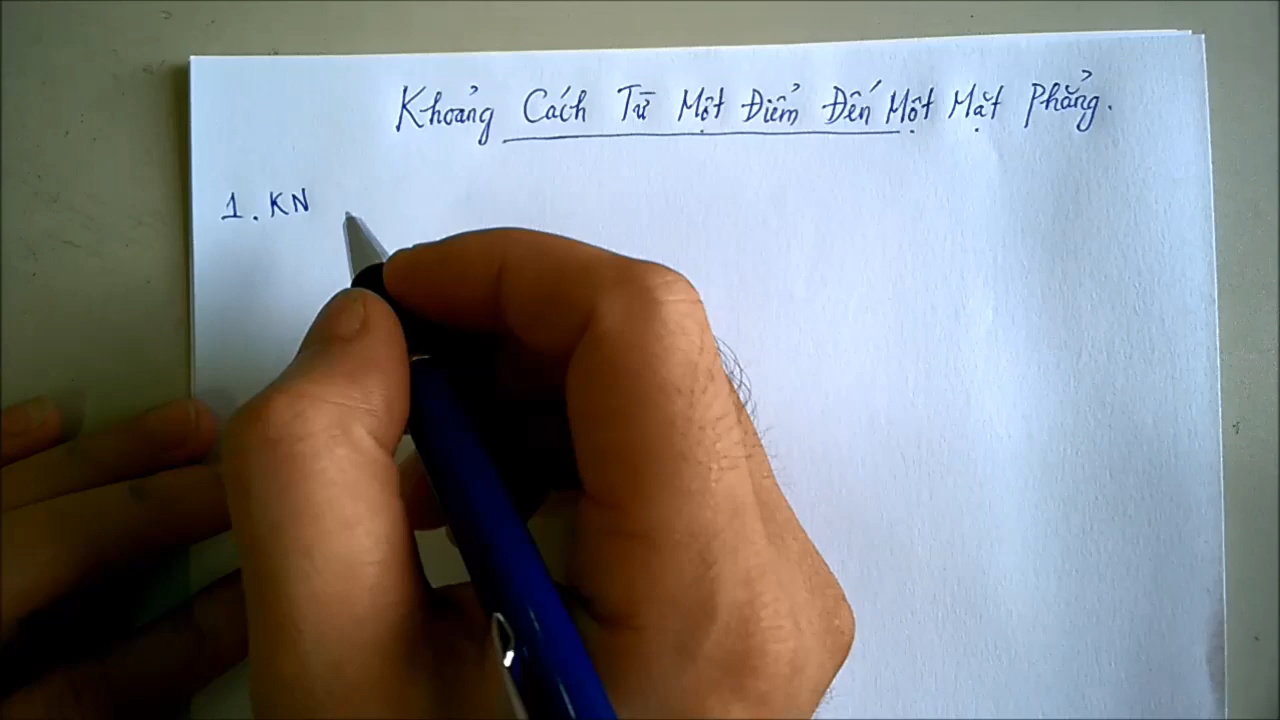 Khoảng Cách Từ Một Điểm Đến Một Mặt Phẳng.
1. KN